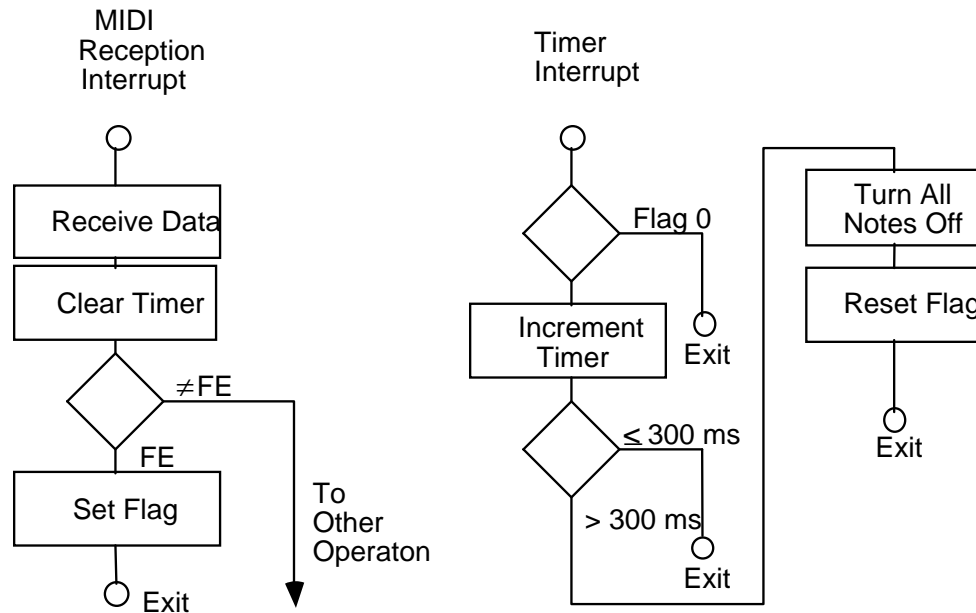 MIDI
Reception
Interrupt
Receive Data
Clear Timer
≠FE
FE
Set Flag
Exit
To
Other
Operaton
Timer
Interrupt
Flag 0
Exit
Increment
Timer
≤ 300 ms
> 300 ms
Exit
Turn All
Notes Off
Reset Flag
Exit